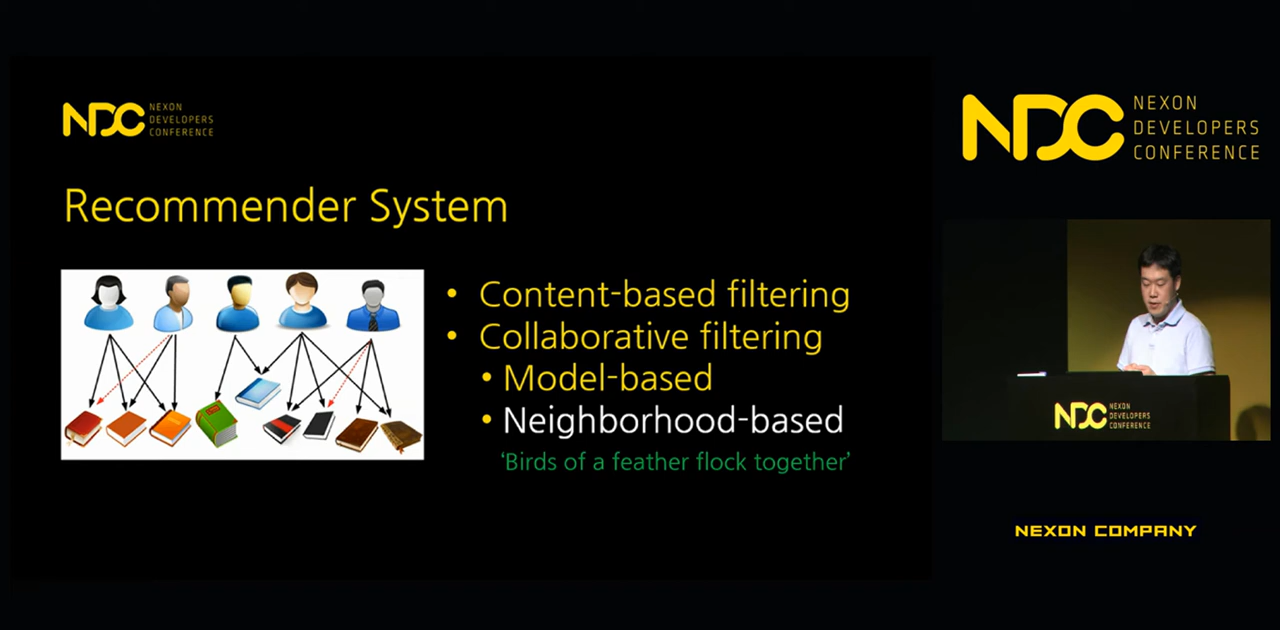 NDC NEXON
DEVELOPERS
CONFERENCE
Recommender System
• Content-based filtering
• Collaborative filtering
• Model-based
• Neighborhood-based
‘Birds of a feather flock together’
NDC NEXON
DEVELOPERS
CONFERENCE
NDC NEXON
DEVELOPERS
CONFERENCE
NEXON COMPANY